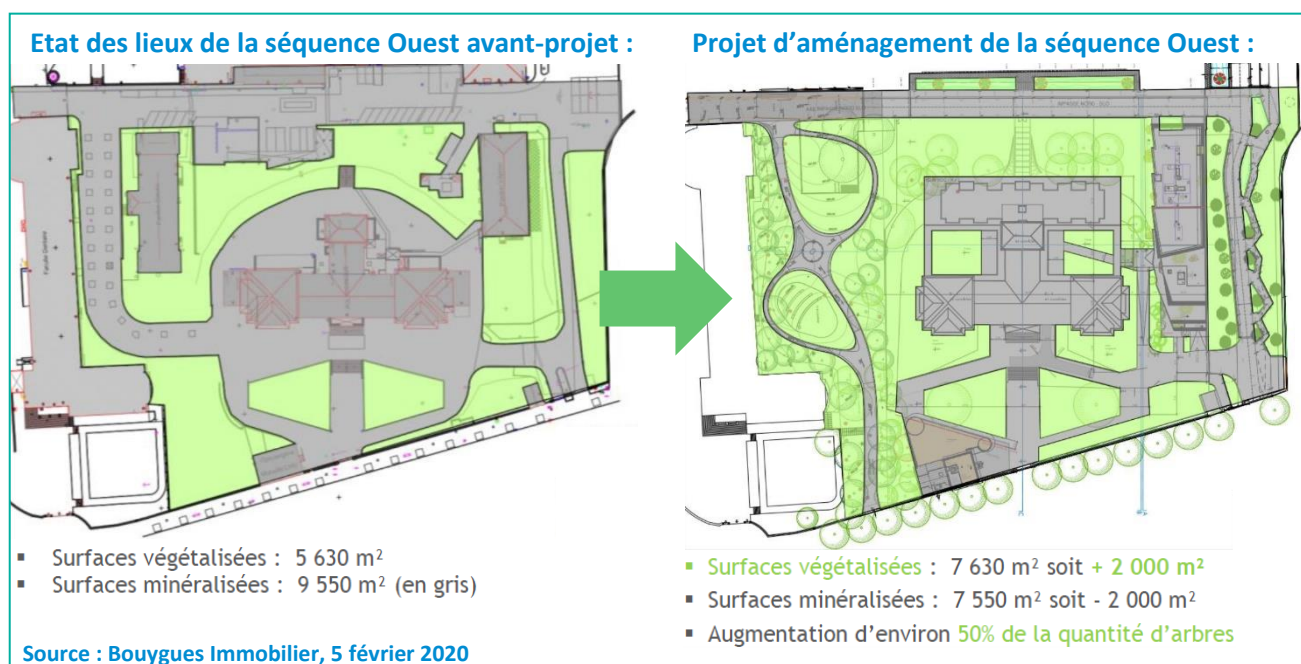 Etat des lieux de la séquence Ouest avant-projet :
Projet d’aménagement de la séquence Ouest :
▪ Surfaces végétalisées : 5 630 m²
▪ Surfaces minéralisées : 9 550 m² (en gris)
▪ Surfaces végétalisées : 7 630 m² soit + 2 000 m²
▪ Surfaces minéralisées : 7 550 m² soit - 2 000 m²
▪ Augmentation d’environ 50% de la quantité d’arbres
Source : Bouygues Immobilier, 5 février 2020